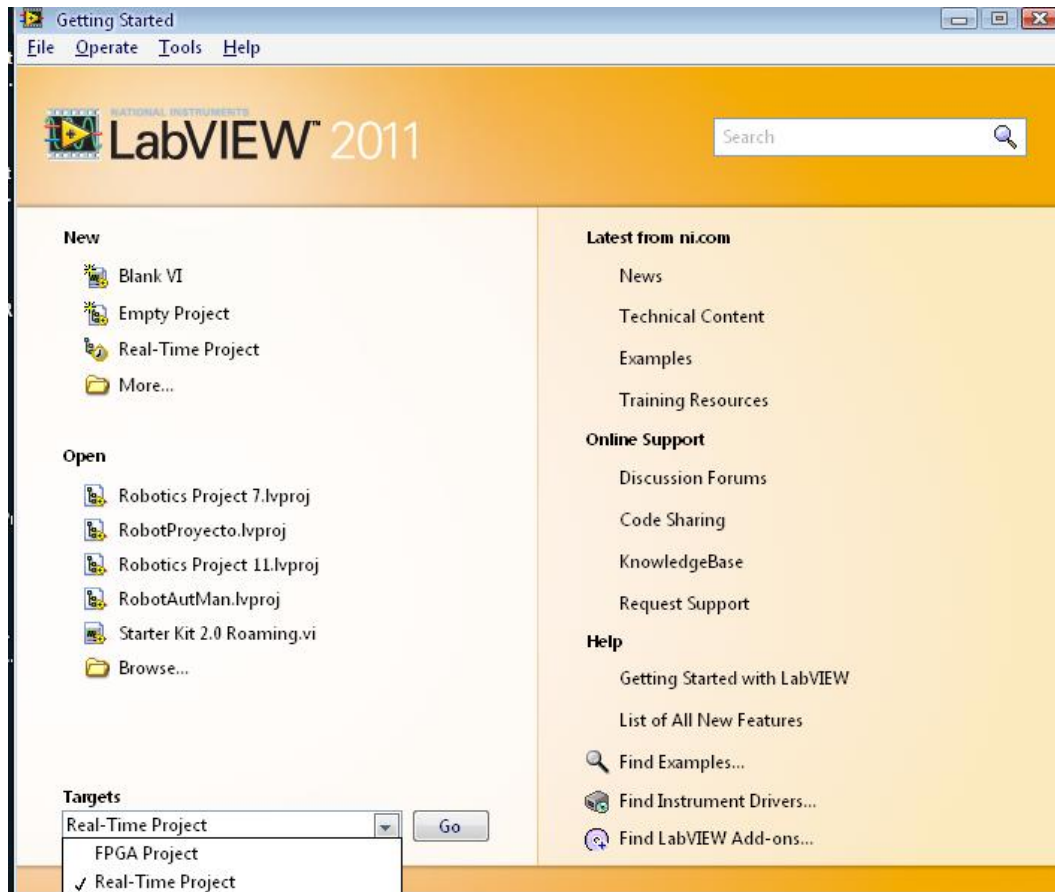 Getting Started
File Operate Tools Help
NATIONAL INSTRUMENTS
LabVIEW™ 2011
Search
New
Blank VI
Empty Project
Real-Time Project
More...
Open
Robotics Project 7.lvproj
RobotProyecto.lvproj
Robotics Project 11.lvproj
RobotAutMan.lvproj
Starter Kit 2.0 Roaming.vi
Browse...
Targets
Real-Time Project
Go
FPGA Project
✓ Real-Time Project
Latest from ni.com
News
Technical Content
Examples
Training Resources
Online Support
Discussion Forums
Code Sharing
KnowledgeBase
Request Support
Help
Getting Started with LabVIEW
List of All New Features
Find Examples...
Find Instrument Drivers...
Find LabVIEW Add-ons...